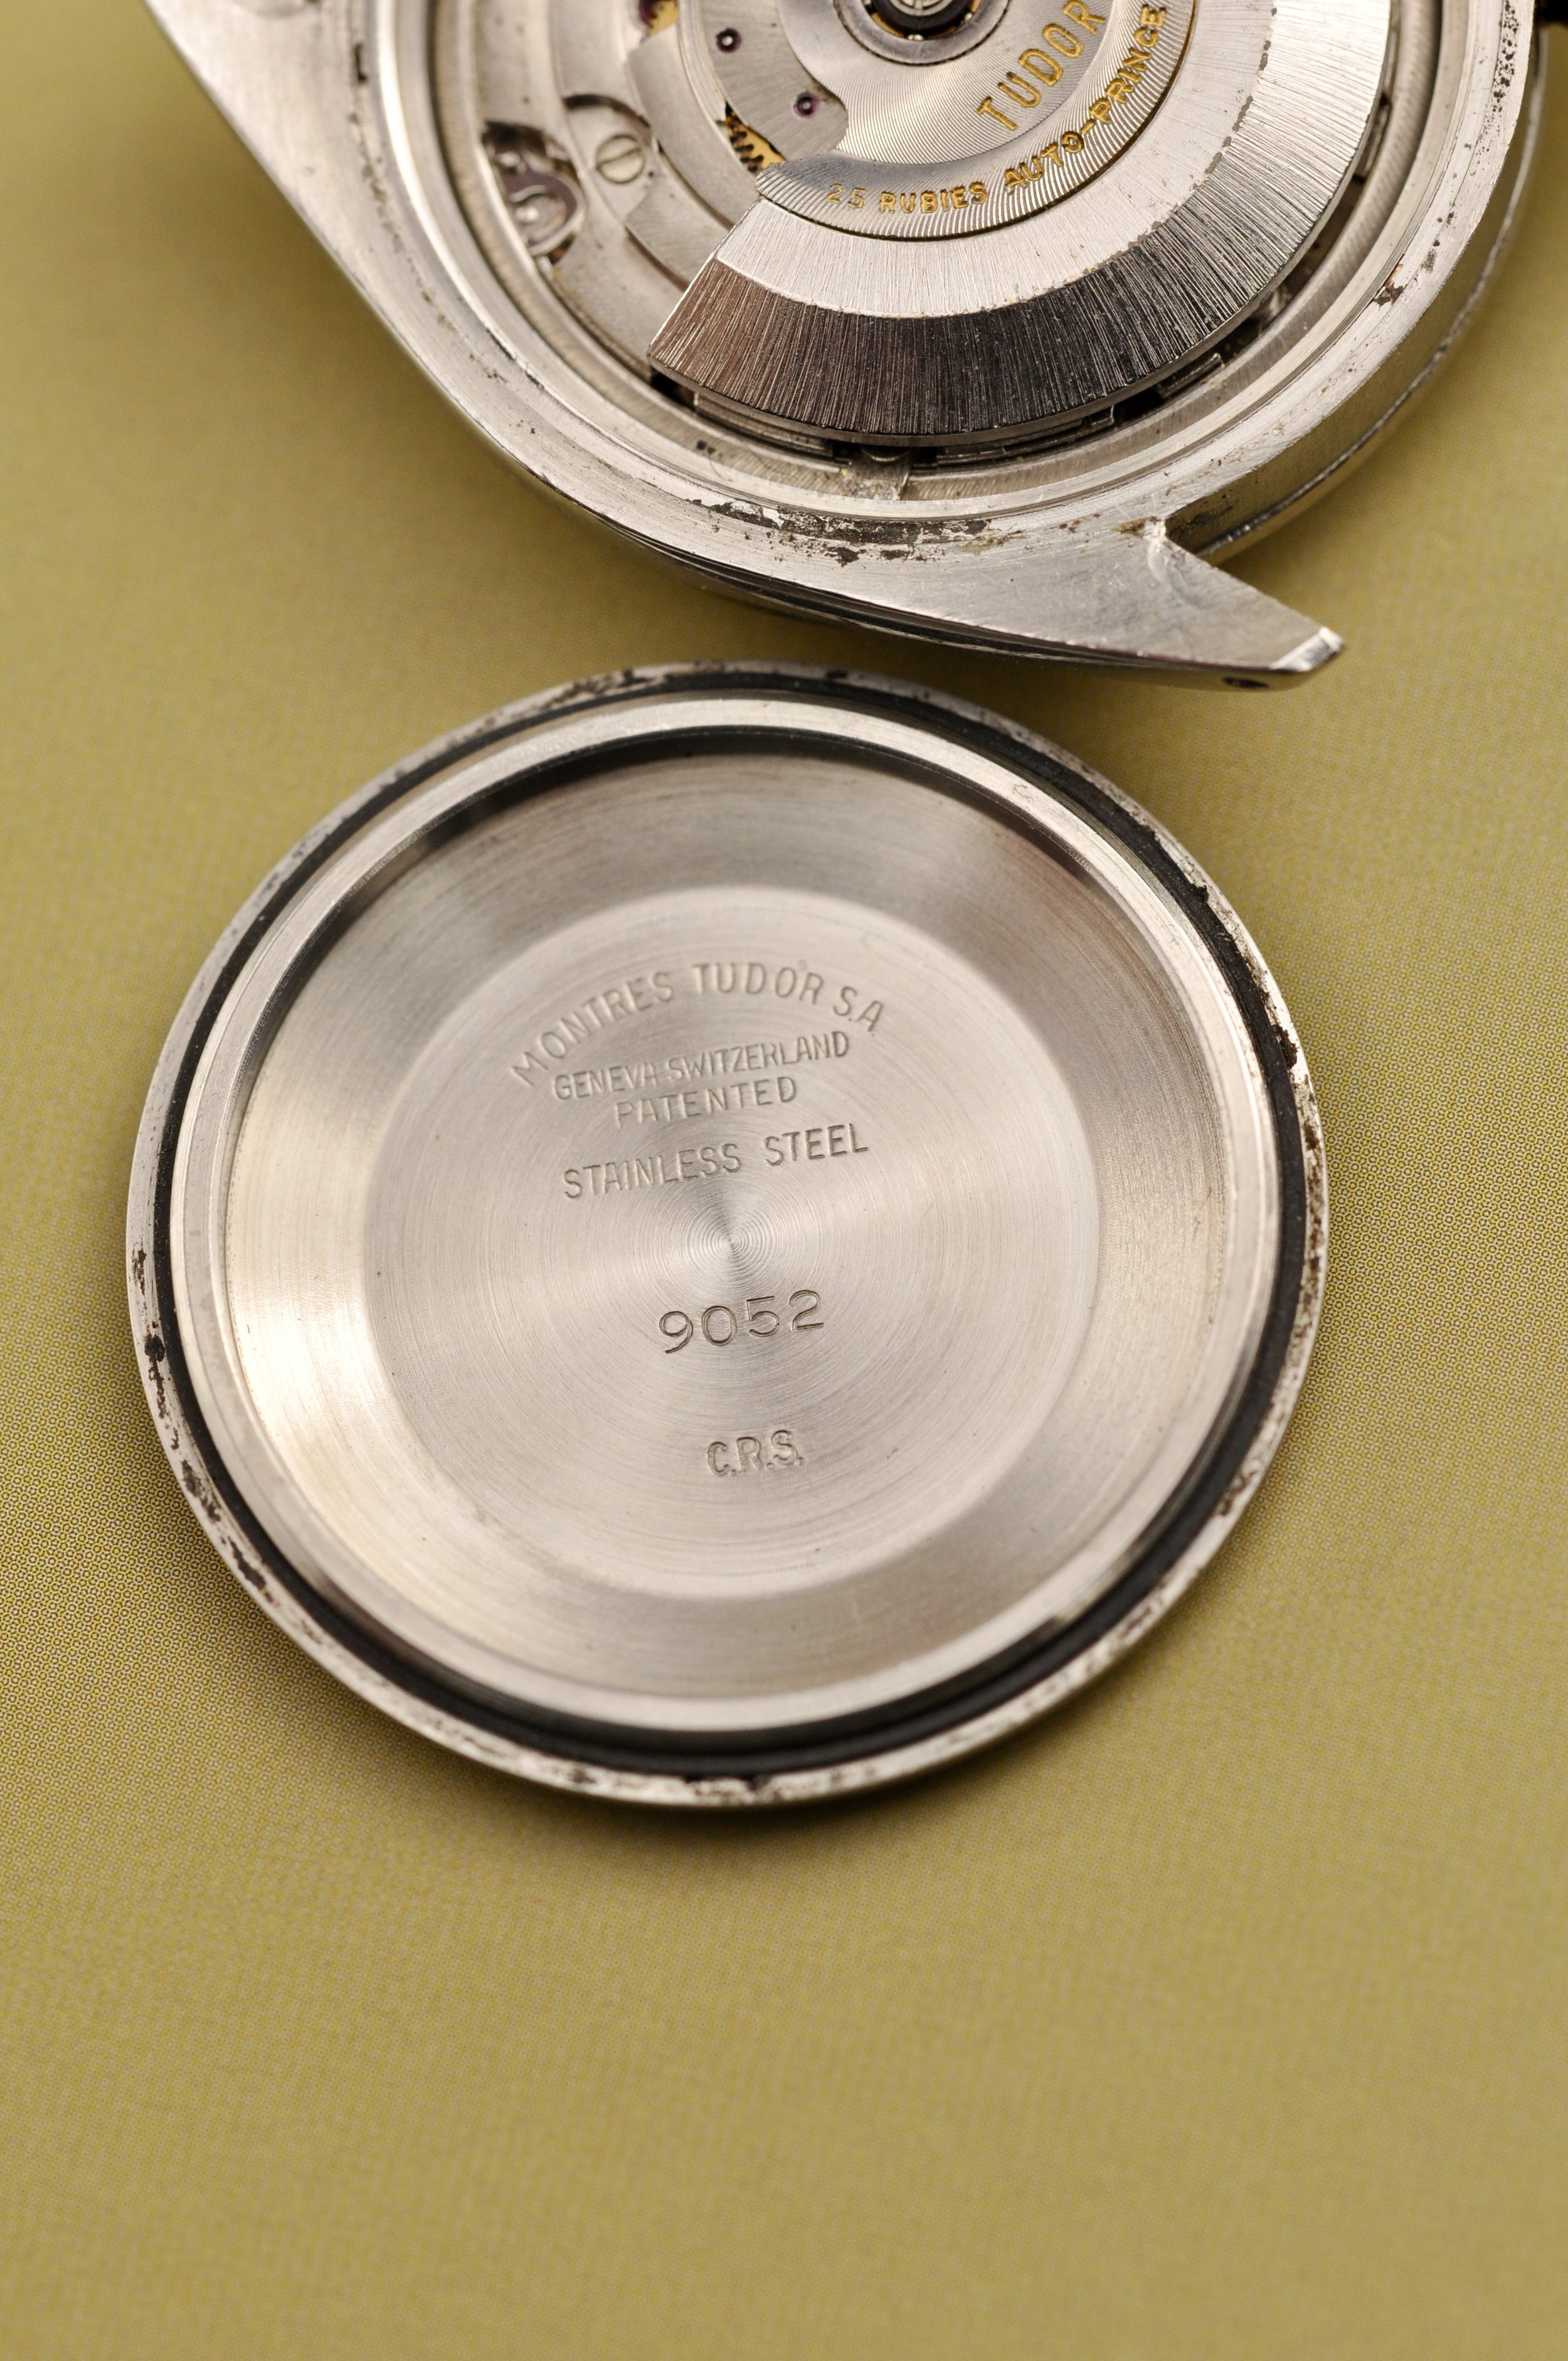 TUDOR
25 RUBIES AUTO-PRINCE
MONTRES TUDOR S.A
GENEVA SWITZERLAND
PATENTED
STAINLESS STEEL
9052
C.R.S.